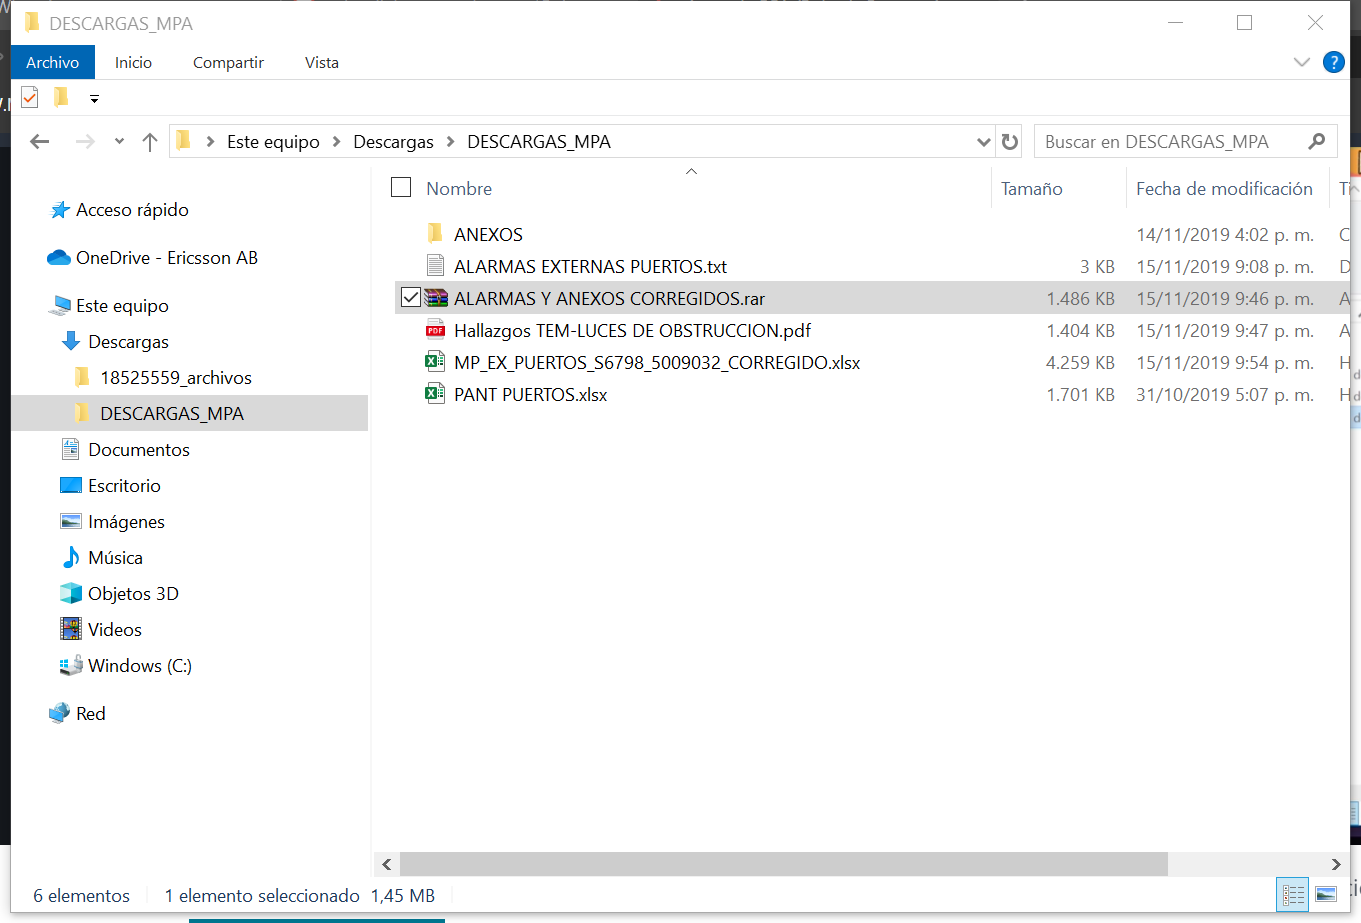 DESCARGAS_MPA
Archivo Inicio Compartir Vista ?
Este equipo Descargas DESCARGAS_MPA Buscar en DESCARGAS_MPA
Nombre Tamaño Fecha de modificación
Acceso rápido
OneDrive - Ericsson AB
Este equipo
Descargas
18525559_archivos
DESCARGAS_MPA
Documentos
Escritorio
Imágenes
Música
Objetos 3D
Videos
Windows (C:)
Red
ANEXOS 14/11/2019 4:02 p. m. C
ALARMAS EXTERNAS PUERTOS.txt 3 KB 15/11/2019 9:08 p. m. D
ALARMAS Y ANEXOS CORREGIDOS.rar 1.486 KB 15/11/2019 9:46 p. m. A
PDF Hallazgos TEM-LUCES DE OBSTRUCCION.pdf 1.404 KB 15/11/2019 9:47 p. m. A
MP_EX_PUERTOS_S6798_5009032_CORREGIDO.xlsx 4.259 KB 15/11/2019 9:54 p. m. H
PANT PUERTOS.xlsx 1.701 KB 31/10/2019 5:07 p. m. H
6 elementos 1 elemento seleccionado 1,45 MB